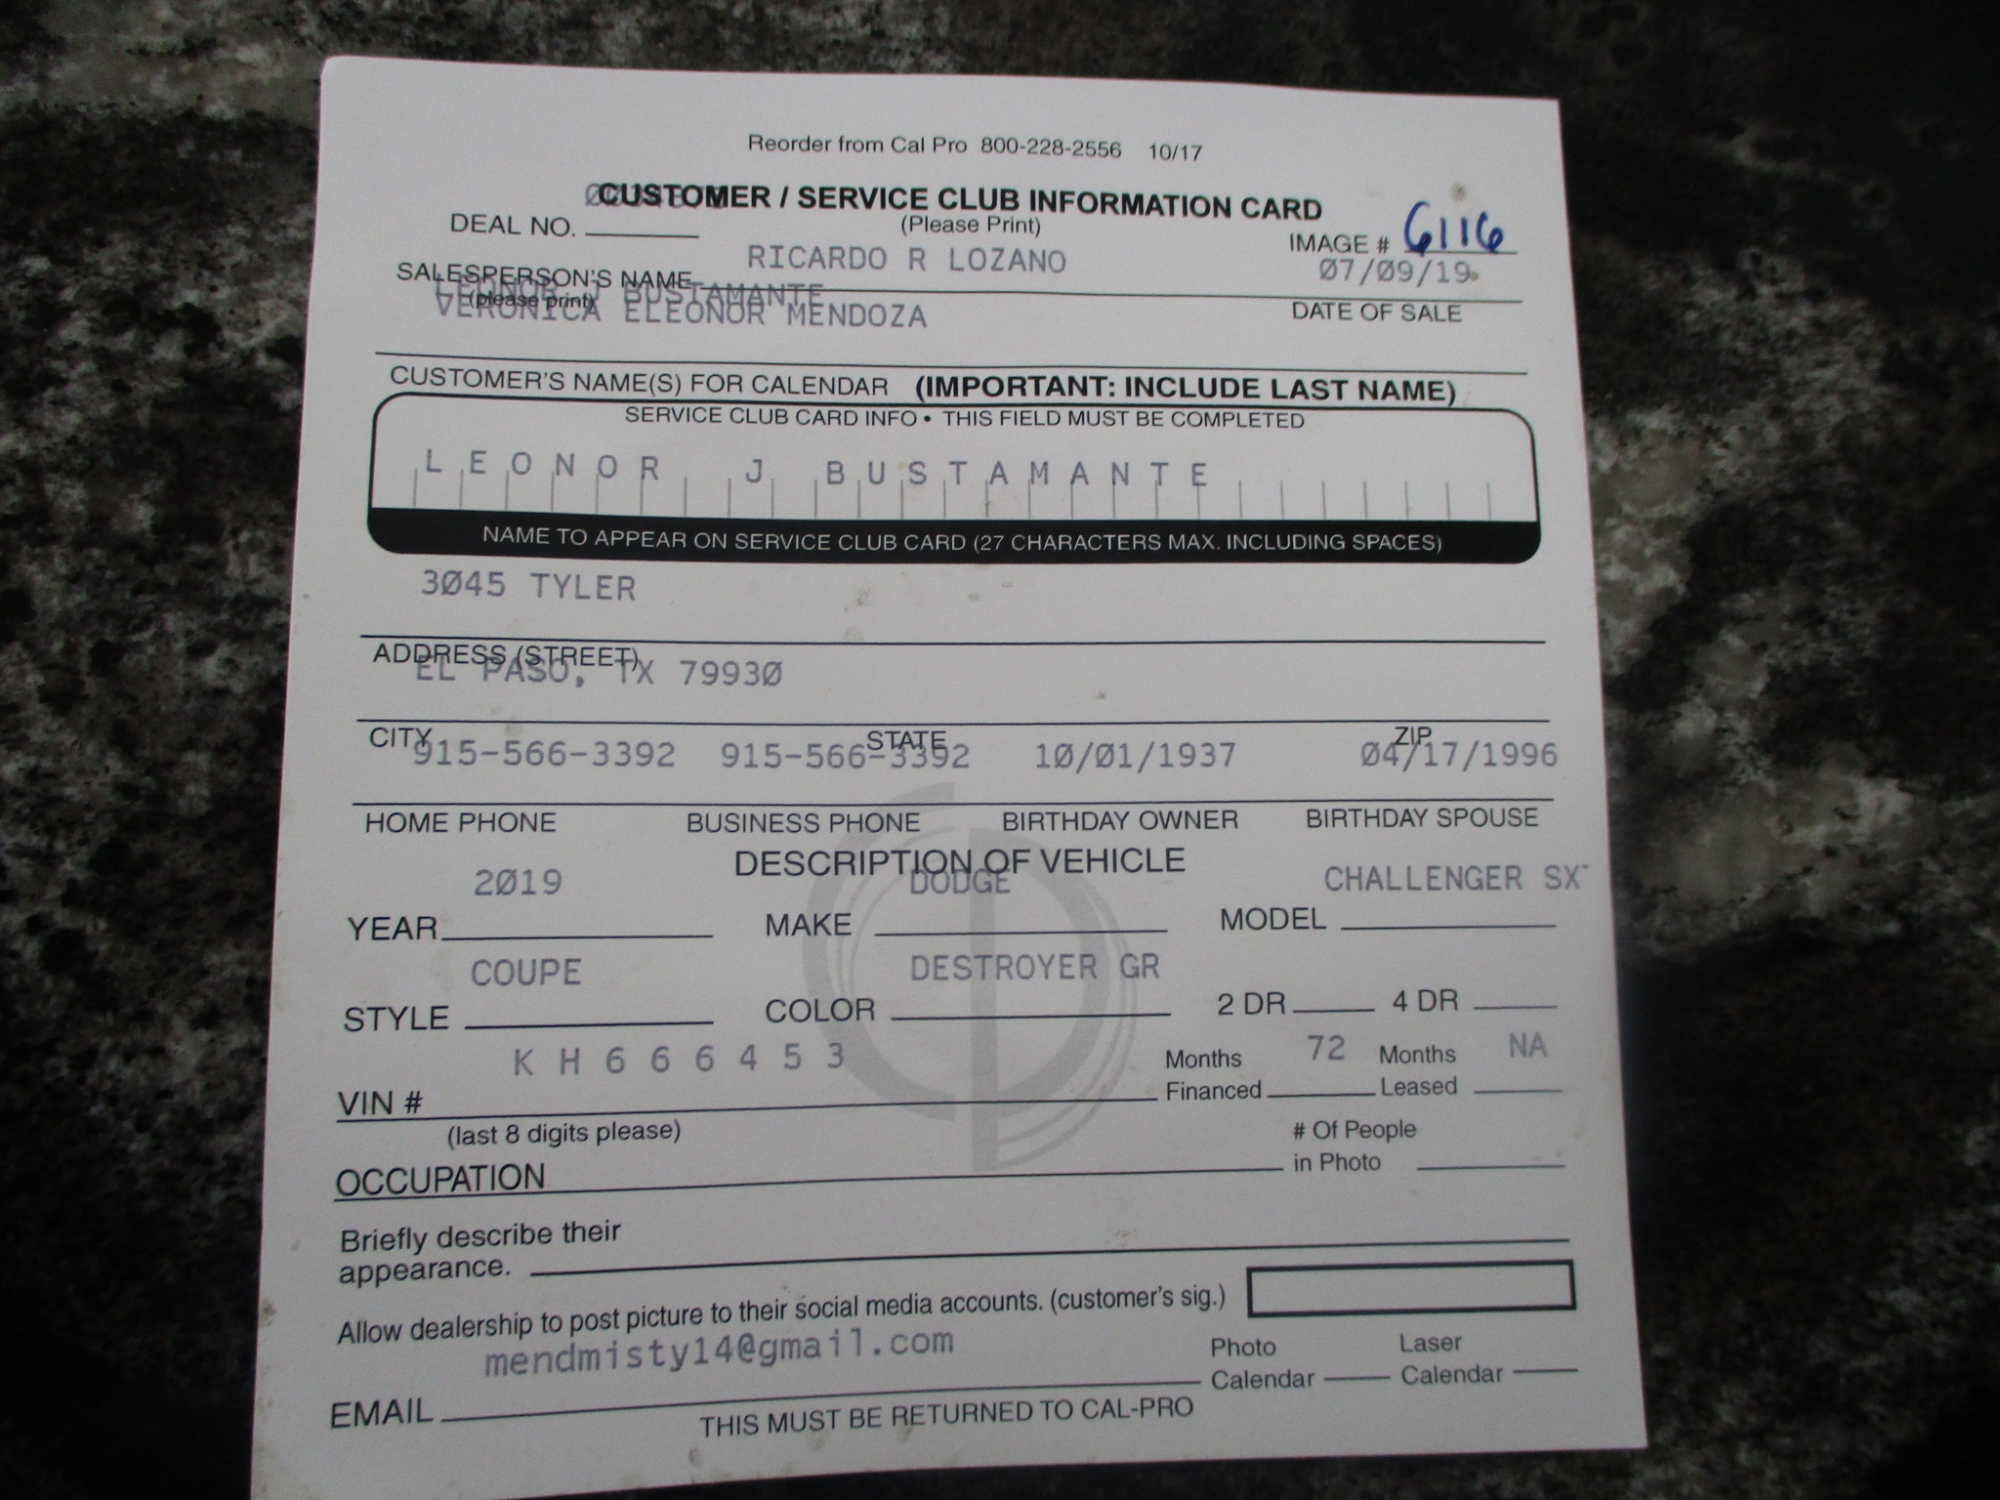 Reorder from Cal Pro 800-228-2556 10/17
CUSTOMER / SERVICE CLUB INFORMATION CARD
DEAL NO. (Please Print) IMAGE # 6116
RICARDO R LOZANO 07/09/19
SALESPERSON'S NAME
(please print) DATE OF SALE
LEONOR J BUSTAMANTE
VERONICA ELEONOR MENDOZA
CUSTOMER'S NAME(S) FOR CALENDAR (IMPORTANT: INCLUDE LAST NAME)
SERVICE CLUB CARD INFO • THIS FIELD MUST BE COMPLETED
LEONOR J BUSTAMANTE
NAME TO APPEAR ON SERVICE CLUB CARD (27 CHARACTERS MAX. INCLUDING SPACES)
3045 TYLER
ADDRESS (STREET)
EL PASO, TX 79930
CITY STATE ZIP
915-566-3392 915-566-3392 10/01/1937 04/17/1996
HOME PHONE BUSINESS PHONE BIRTHDAY OWNER BIRTHDAY SPOUSE
DESCRIPTION OF VEHICLE
2019 DODGE CHALLENGER SX
YEAR MAKE MODEL
COUPE DESTROYER GR
STYLE COLOR 2 DR 4 DR
K H 6 6 6 4 5 3 Months 72 Months NA
VIN # Financed Leased
(last 8 digits please) # Of People
OCCUPATION in Photo
Briefly describe their
appearance.
Allow dealership to post picture to their social media accounts. (customer's sig.)
mendmisty14@gmail.com Photo Laser
EMAIL Calendar Calendar
THIS MUST BE RETURNED TO CAL-PRO